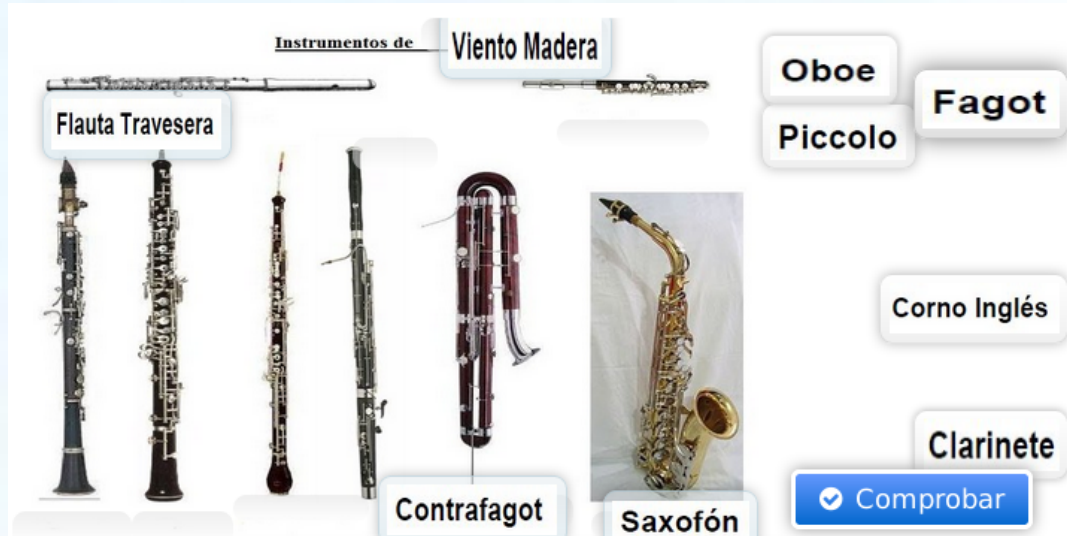 Instrumentos de
Viento Madera
Oboe
Fagot
Piccolo
Flauta Travesera
Corno Inglés
Clarinete
Contrafagot
Saxofón
Comprobar